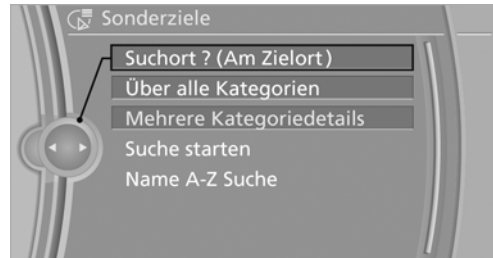 Sonderziele
Suchort ? (Am Zielort)
Über alle Kategorien
Mehrere Kategoriedetails
Suche starten
Name A-Z Suche